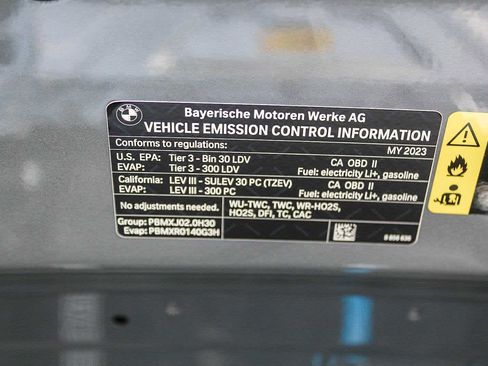 BMW
Bayerische Motoren Werke AG
VEHICLE EMISSION CONTROL INFORMATION
Conforms to regulations: MY 2023
U.S. EPA: Tier 3 - Bin 30 LDV CA OBD II
EVAP: Tier 3 - 300 LDV Fuel: electricity Li+, gasoline
California: LEV III - SULEV 30 PC (TZEV) CA OBD II
EVAP: LEV III - 300 PC Fuel: electricity Li+, gasoline
No adjustments needed. WU-TWC, TWC, WR-HO2S,
HO2S, DFI, TC, CAC
Group: PBMXJ02.0H30
Evap: PBMXR0140G3H